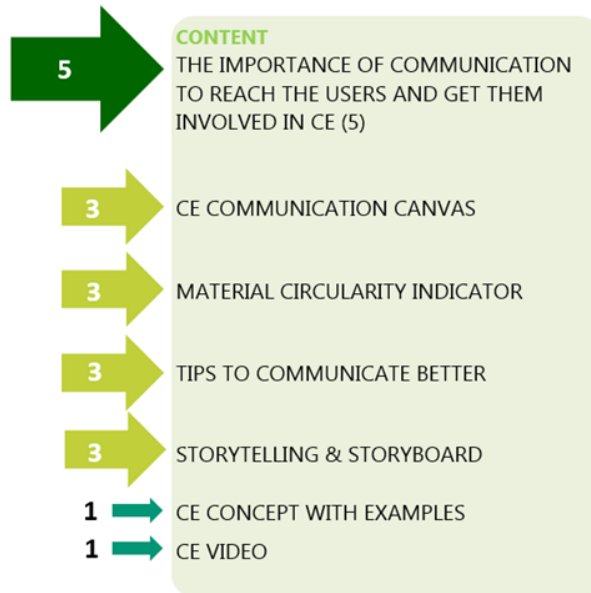 CONTENT
5 THE IMPORTANCE OF COMMUNICATION
TO REACH THE USERS AND GET THEM
INVOLVED IN CE (5)
3 CE COMMUNICATION CANVAS
3 MATERIAL CIRCULARITY INDICATOR
3 TIPS TO COMMUNICATE BETTER
3 STORYTELLING & STORYBOARD
1 CE CONCEPT WITH EXAMPLES
1 CE VIDEO